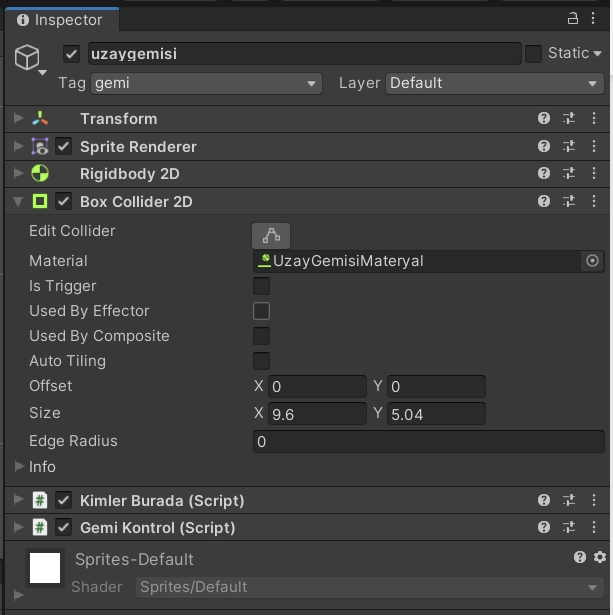 Inspector
uzaygemisi
Static
Tag gemi Layer Default
Transform
Sprite Renderer
Rigidbody 2D
Box Collider 2D
Edit Collider
Material UzayGemisiMateryal
Is Trigger
Used By Effector
Used By Composite
Auto Tiling
Offset X 0 Y 0
Size X 9.6 Y 5.04
Edge Radius 0
Info
# Kimler Burada (Script)
# Gemi Kontrol (Script)
Sprites-Default
Shader Sprites/Default